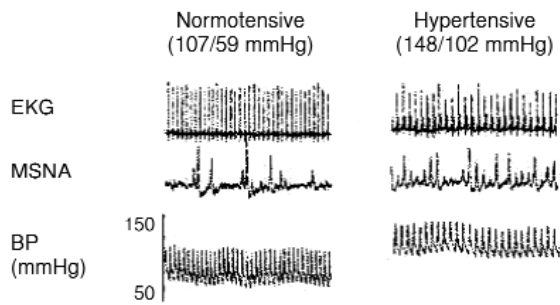 Normotensive
(107/59 mmHg)
Hypertensive
(148/102 mmHg)
EKG
MSNA
BP
(mmHg)
150
50